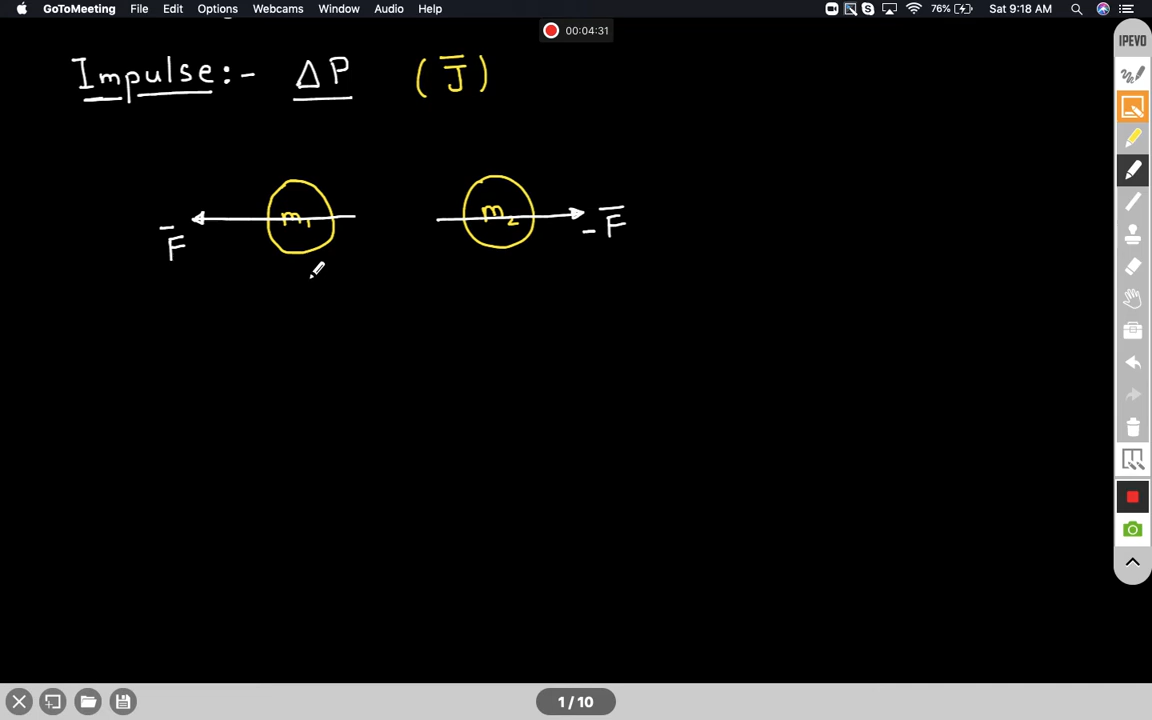 GoToMeeting File Edit Options Webcams Window Audio Help 76% Sat 9:18 AM
00:04:31
IPEVO
Impulse:- ΔP (J̅)
m₁ m₂
F̅ -F̅
1 / 10